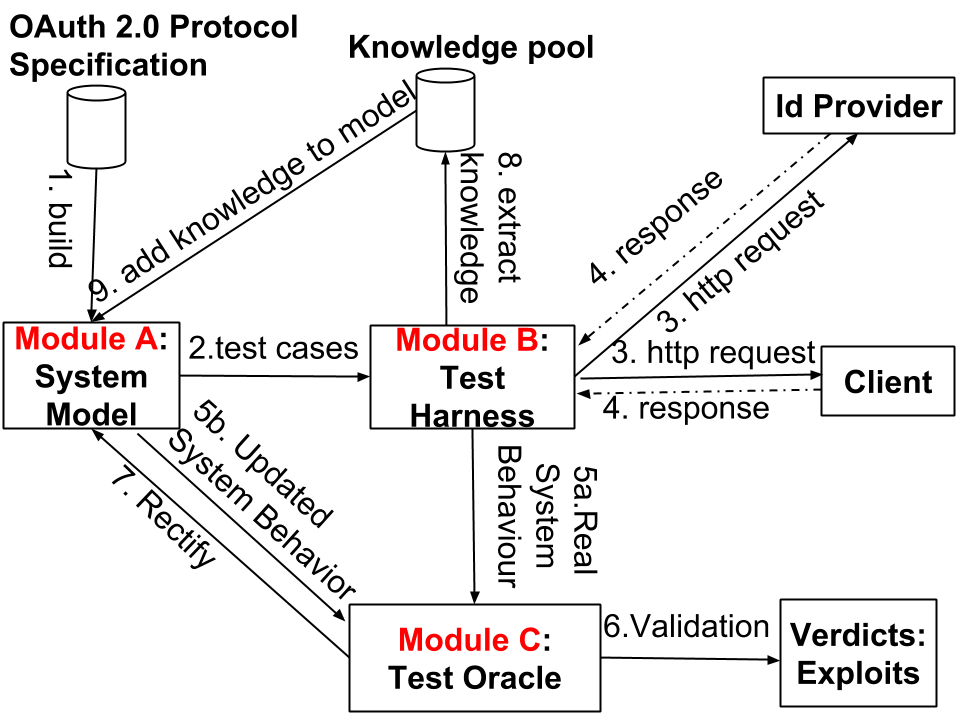 OAuth 2.0 Protocol
Specification
Knowledge pool
Id Provider
1. build
9. add knowledge to model
8. extract
knowledge
4. response
3. http request
Module A:
System
Model
2.test cases
Module B:
Test
Harness
3. http request
4. response
Client
5b. Updated
System Behavior
7. Rectify
5a.Real
System
Behaviour
Module C:
Test Oracle
6.Validation
Verdicts:
Exploits